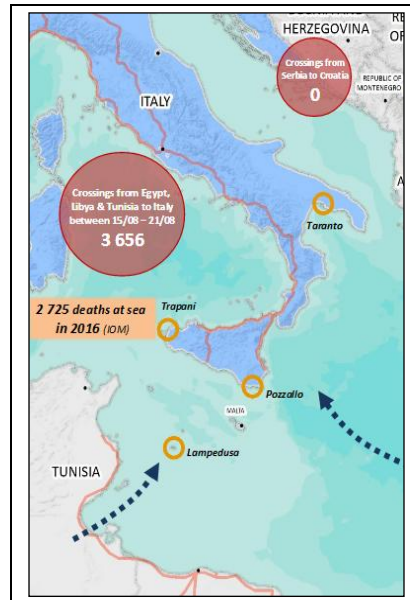 HERZEGOVINA
Crossings from
Serbia to Croatia
0
REPUBLIC OF
MONTENEGRO
ITALY
Crossings from Egypt,
Libya & Tunisia to Italy
between 15/08 – 21/08
3 656
Taranto
2 725 deaths at sea
in 2016 (IOM)
Trapani
Pozzallo
MALTA
Lampedusa
TUNISIA